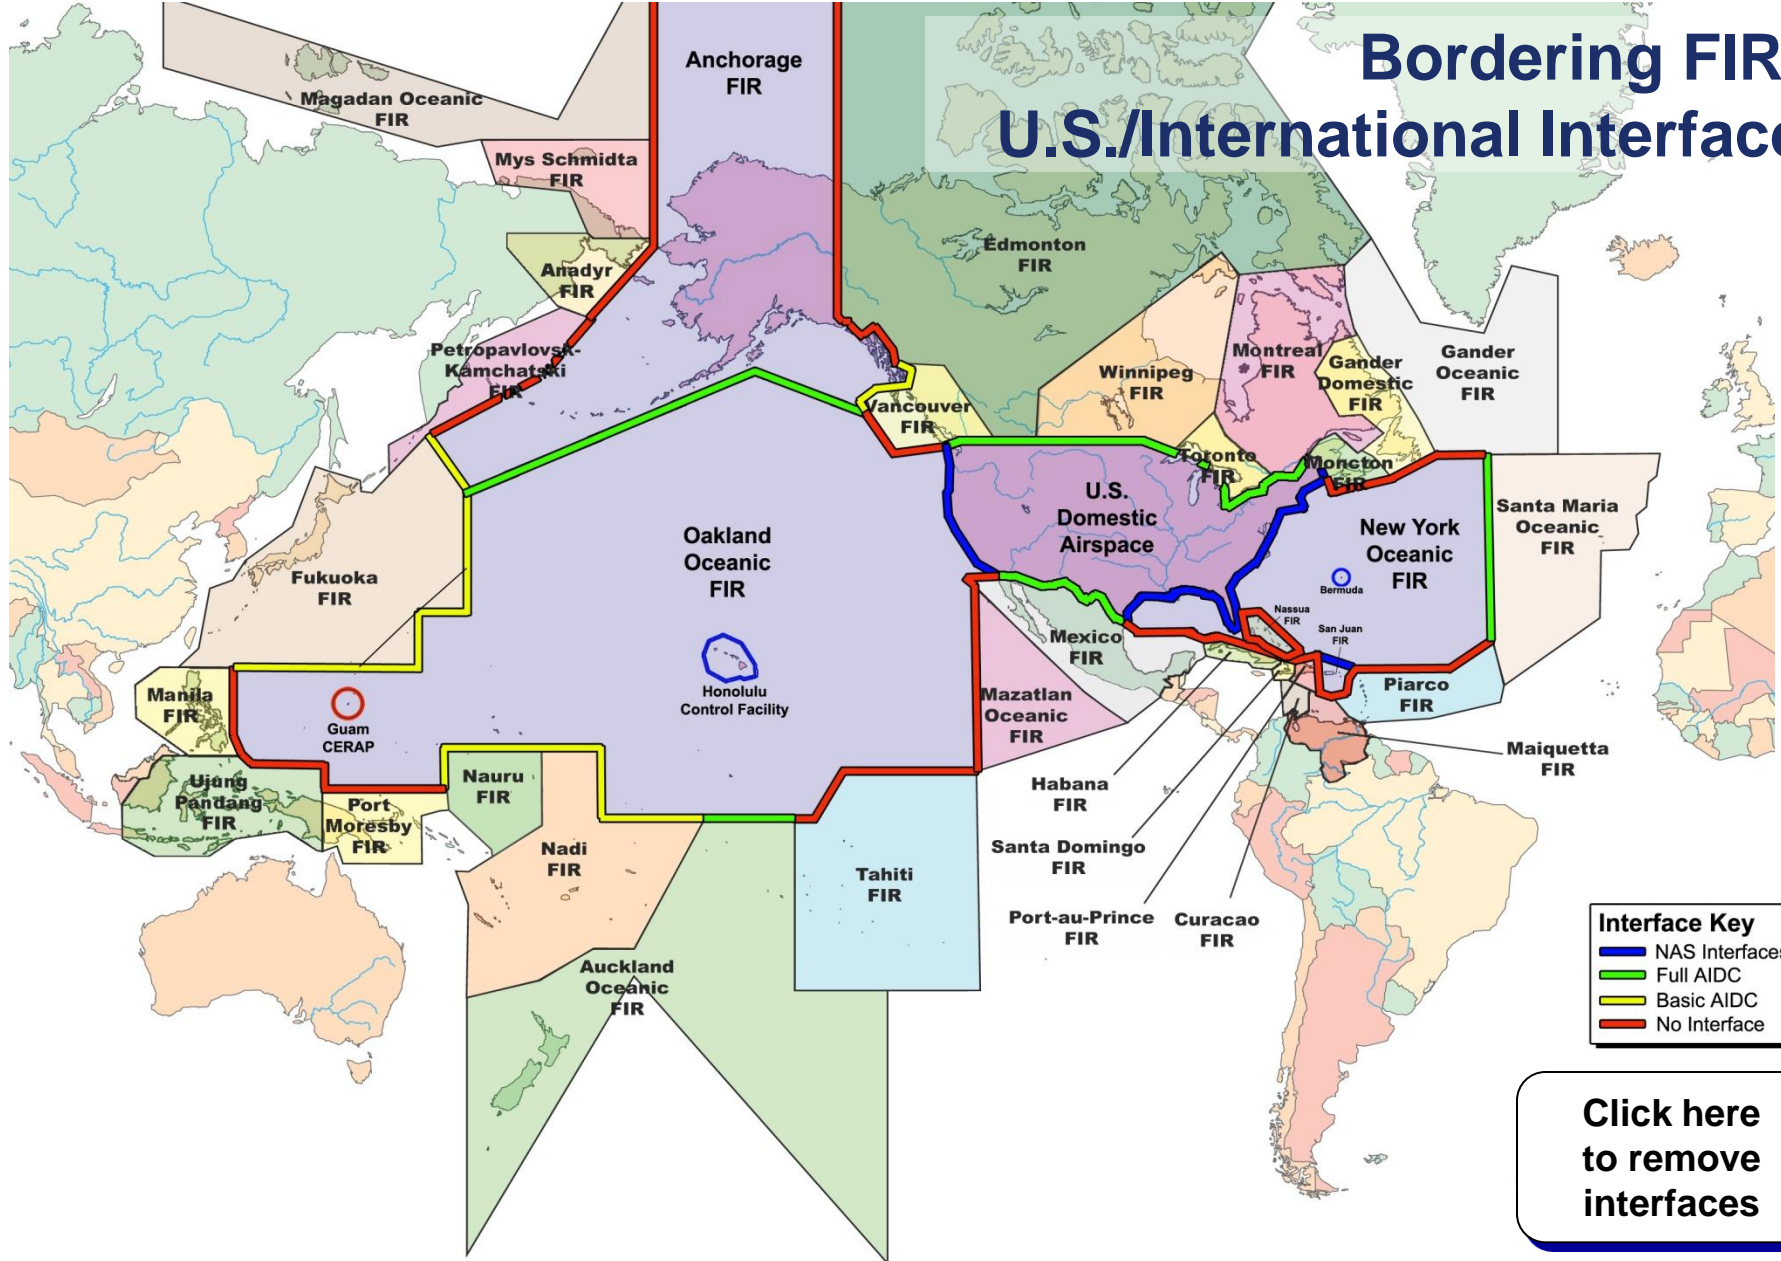 Bordering FIR
U.S./International Interface
Anchorage
FIR
Magadan Oceanic
FIR
Mys Schmidta
FIR
Anadyr
FIR
Petropavlovsk-
Kamchatski
FIR
Edmonton
FIR
Vancouver
FIR
Winnipeg
FIR
Montreal
FIR
Gander
Domestic
FIR
Gander
Oceanic
FIR
Toronto
FIR
Moncton
FIR
U.S.
Domestic
Airspace
New York
Oceanic
FIR
Bermuda
Santa Maria
Oceanic
FIR
Oakland
Oceanic
FIR
Fukuoka
FIR
Nassua
FIR
San Juan
FIR
Mexico
FIR
Manila
FIR
Guam
CERAP
Honolulu
Control Facility
Mazatlan
Oceanic
FIR
Piarco
FIR
Maiquetta
FIR
Ujung
Pandang
FIR
Port
Moresby
FIR
Nauru
FIR
Nadi
FIR
Habana
FIR
Santa Domingo
FIR
Tahiti
FIR
Port-au-Prince
FIR
Curacao
FIR
Auckland
Oceanic
FIR
Interface Key
NAS Interfaces
Full AIDC
Basic AIDC
No Interface
Click here
to remove
interfaces